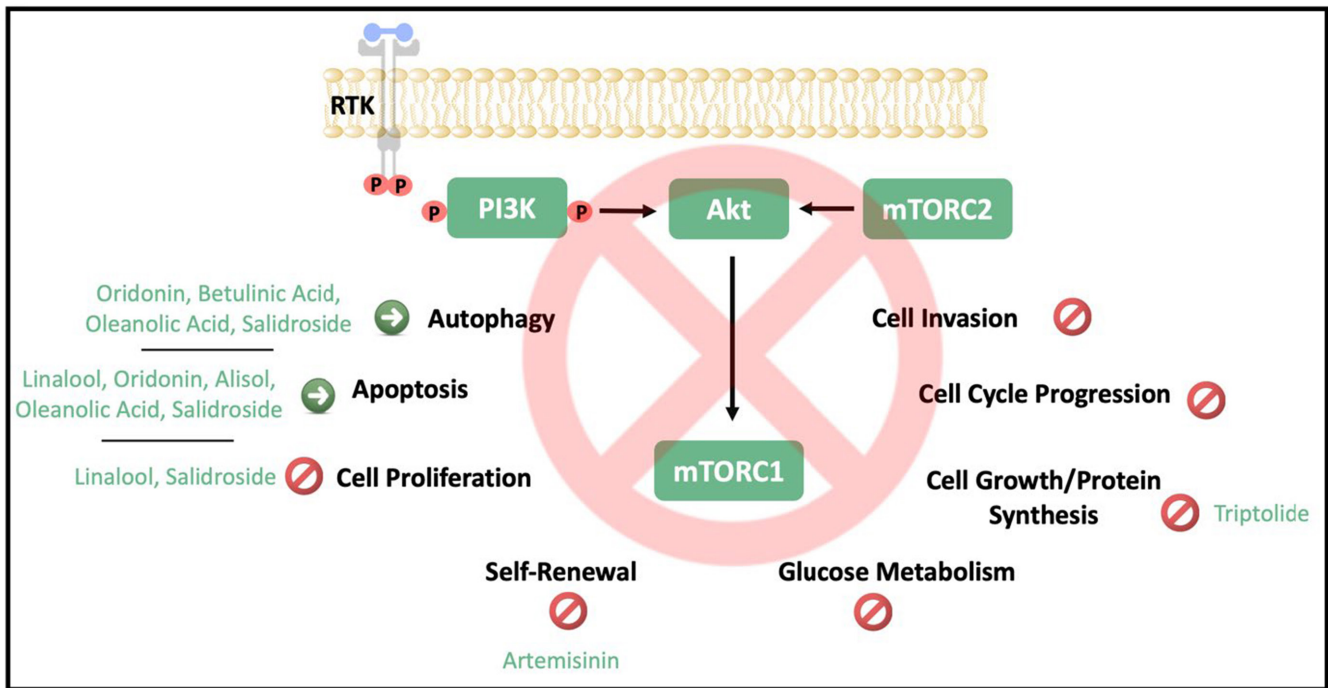 RTK
P P
P
PI3K
P
Akt
mTORC2
Oridonin, Betulinic Acid,
Oleanolic Acid, Salidroside
Autophagy
Cell Invasion
Linalool, Oridonin, Alisol,
Oleanolic Acid, Salidroside
Apoptosis
Cell Cycle Progression
Linalool, Salidroside
Cell Proliferation
mTORC1
Cell Growth/Protein
Synthesis
Triptolide
Self-Renewal
Glucose Metabolism
Artemisinin